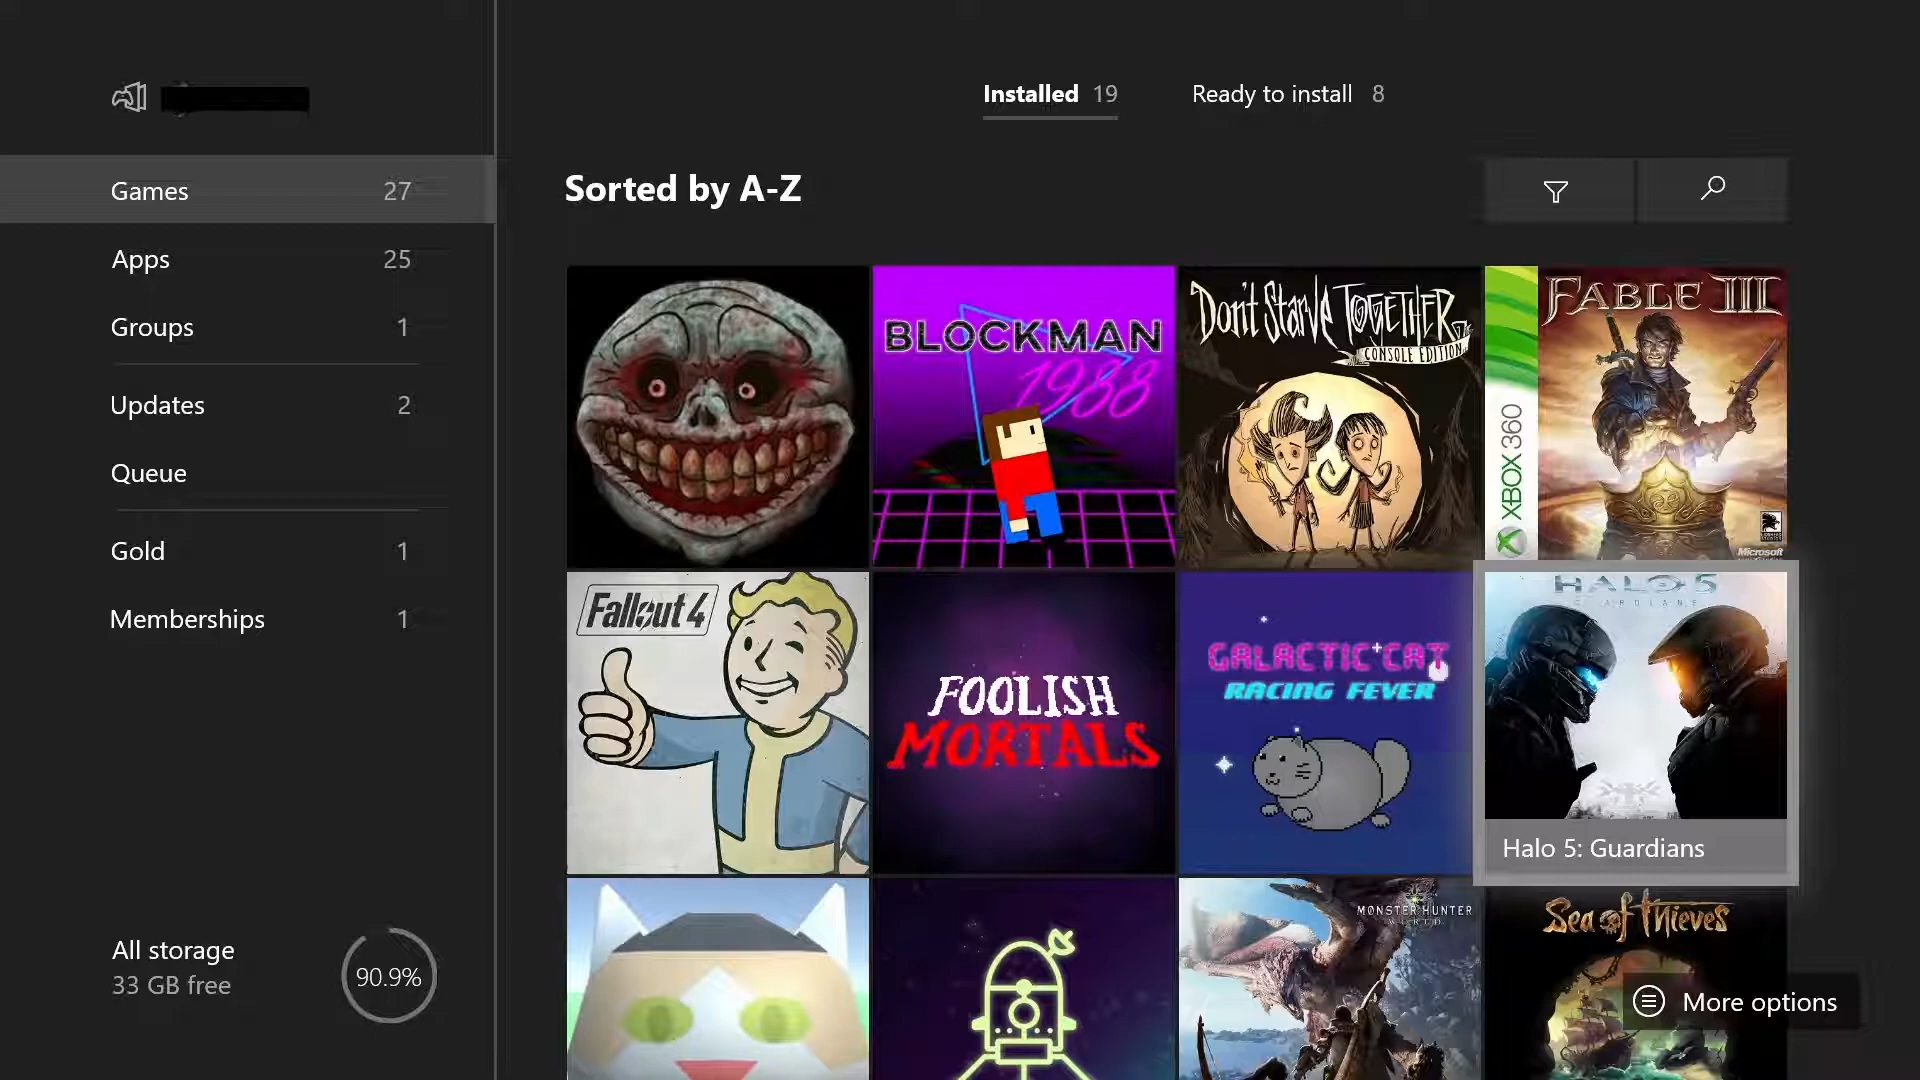 Installed 19
Ready to install 8
Games 27
Apps 25
Groups 1
Updates 2
Queue
Gold 1
Memberships 1
All storage
33 GB free
90.9%
Sorted by A-Z
BLOCKMAN
1988
Don't Starve TOGETHER
CONSOLE EDITION
XBOX 360
FABLE III
Microsoft
Fallout 4
FOOLISH
MORTALS
GALACTIC CAT
RACING FEVER
HALO 5
Halo 5: Guardians
MONSTER HUNTER
WORLD
Sea of Thieves
More options